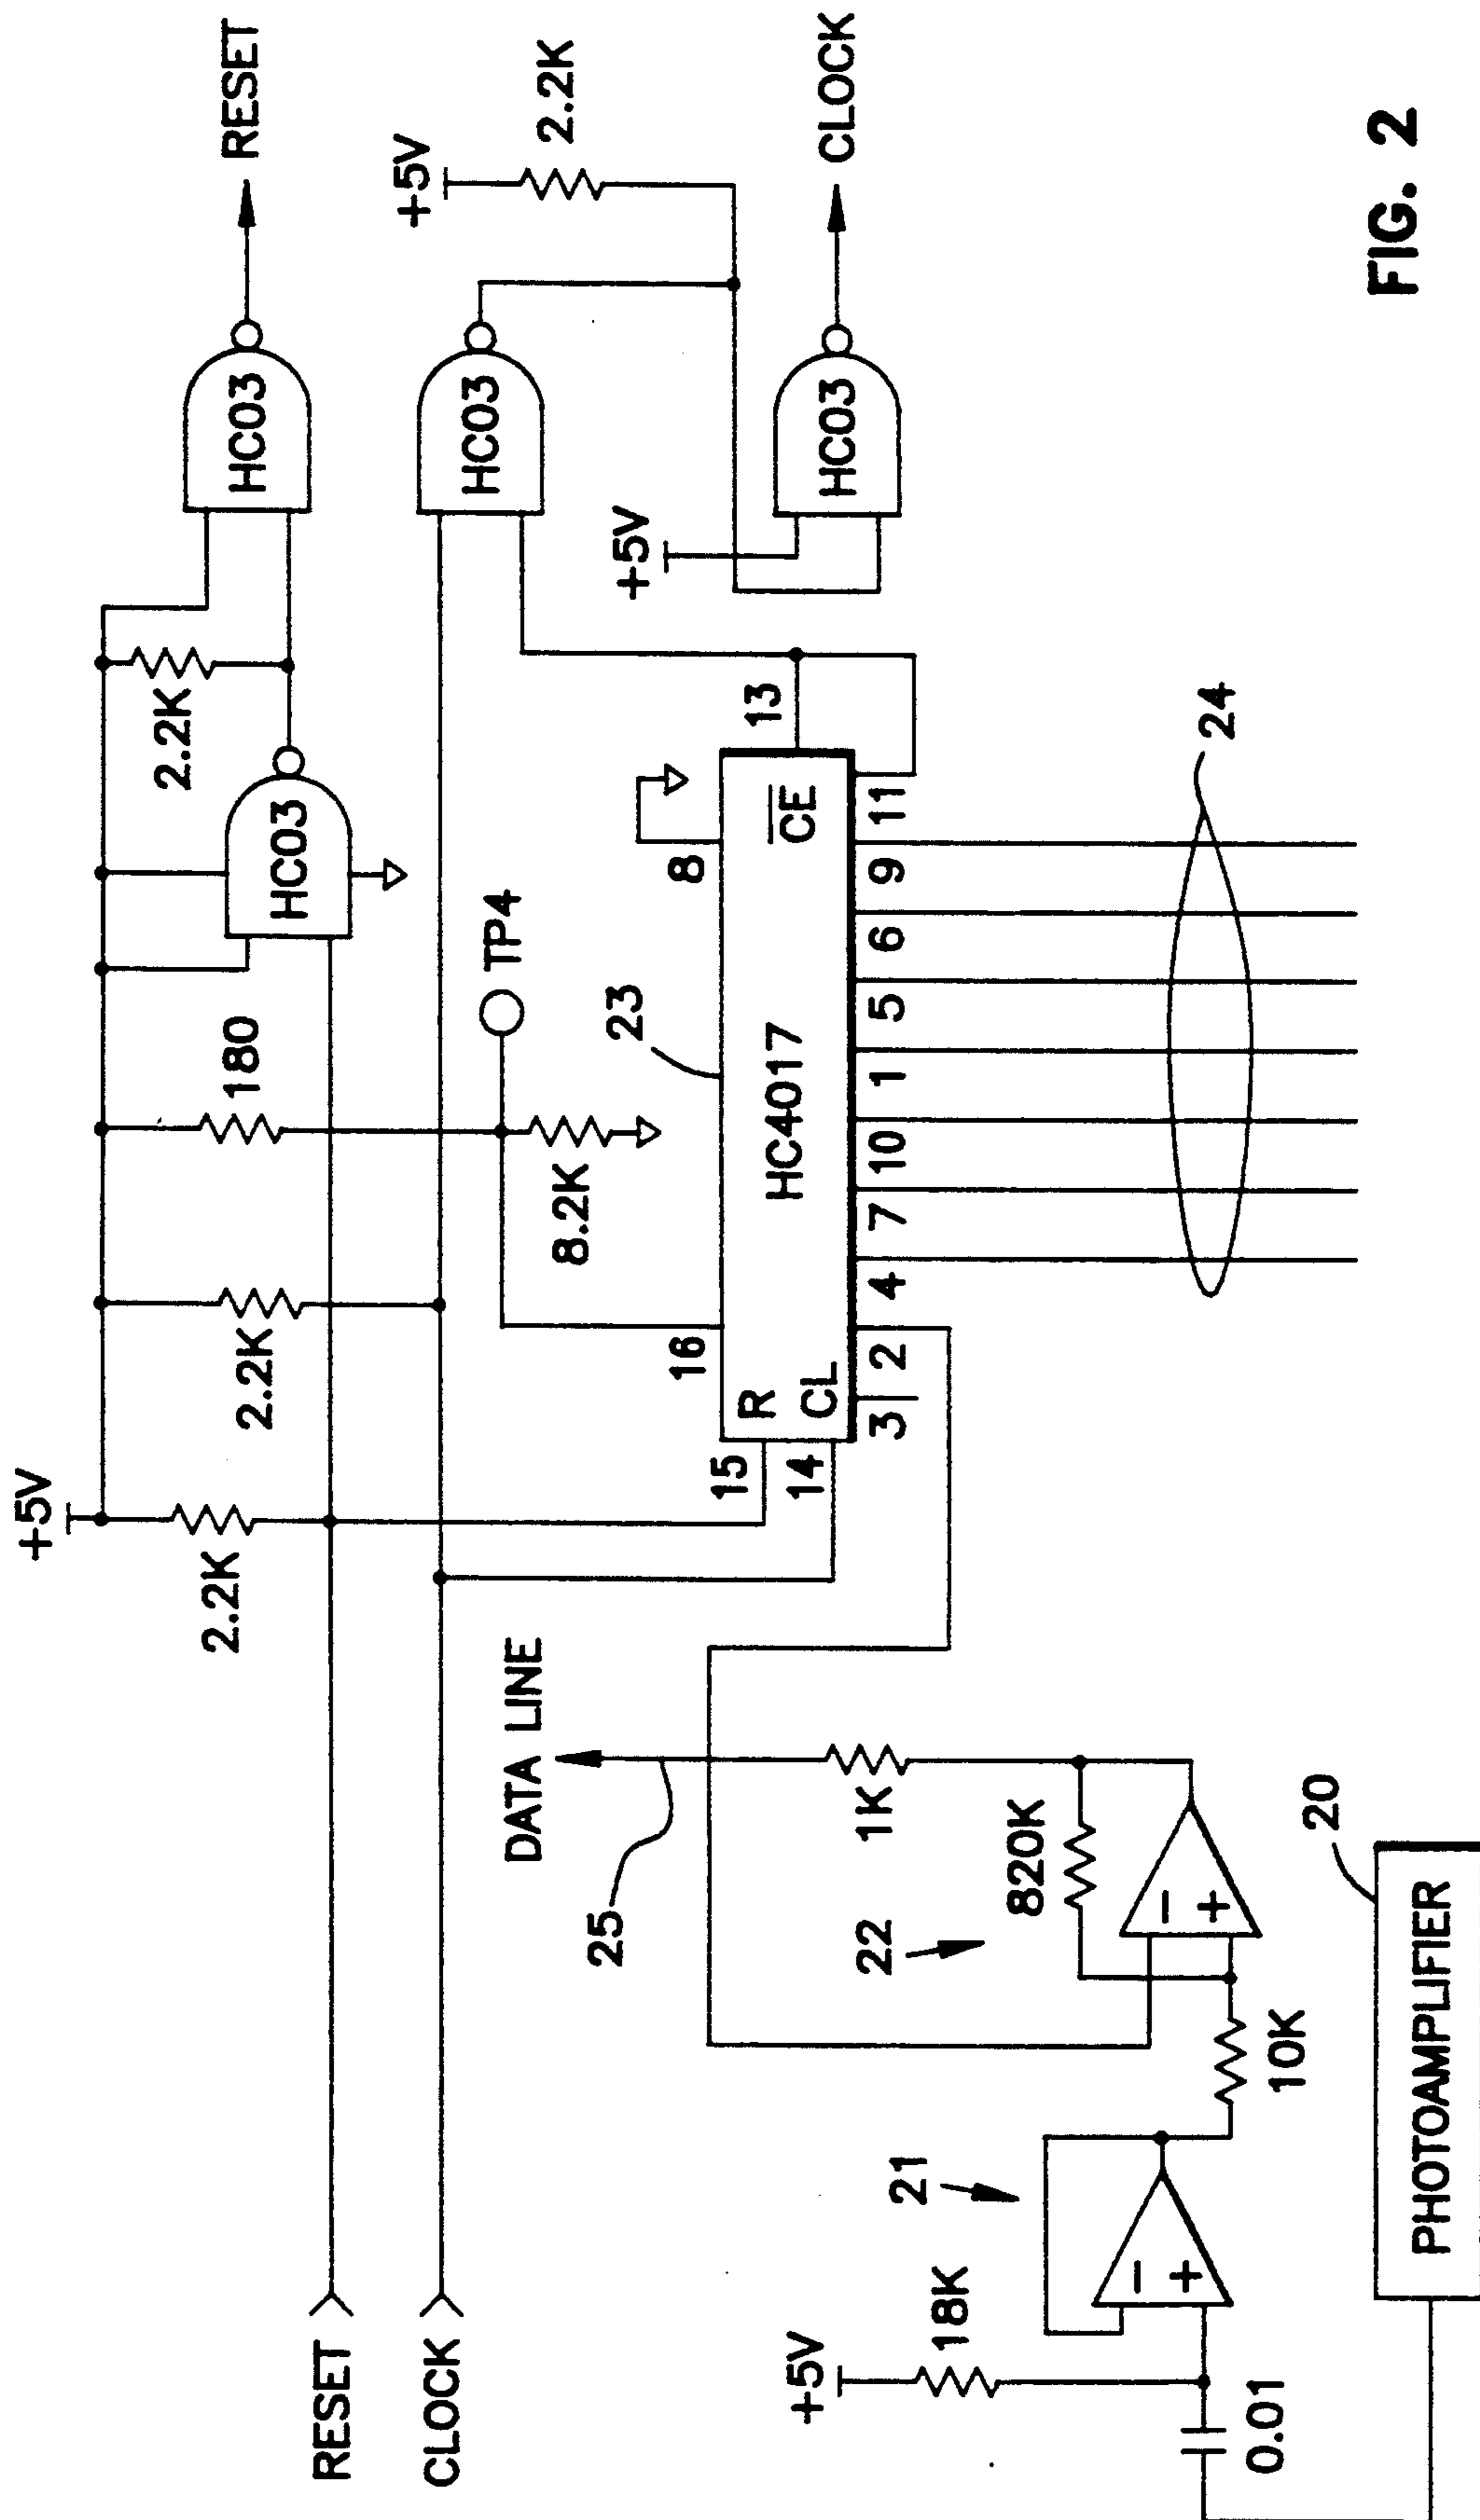 +5V
2.2K
2.2K
180
2.2K
HC03
HC03
RESET
RESET
CLOCK
HC03
+5V
2.2K
TP4
8.2K
+5V
HC03
CLOCK
DATA LINE
25
23
16
8
15
R
14
CL
HC4017
CE
13
3
2
4
7
10
1
5
6
9
11
24
+5V
18K
0.01
21
− +
10K
22
820K
1K
− +
20
PHOTOAMPLIFIER
FIG. 2